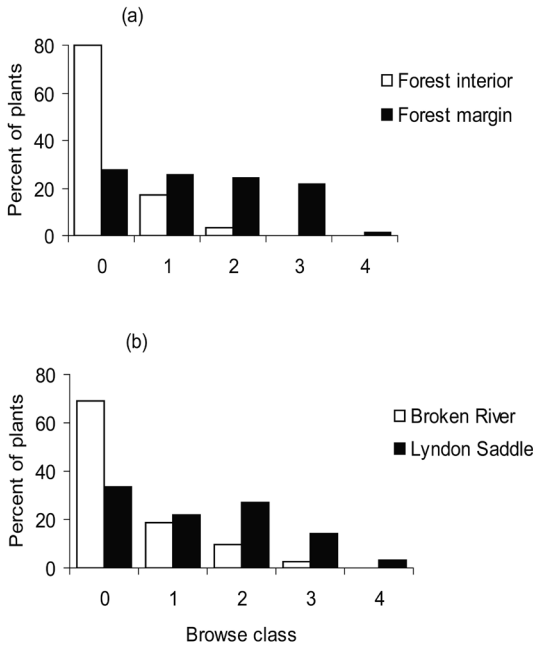 (a)
Percent of plants
80
60
40
20
0
Forest interior
Forest margin
0 1 2 3 4
(b)
Percent of plants
80
60
40
20
0
Broken River
Lyndon Saddle
0 1 2 3 4
Browse class